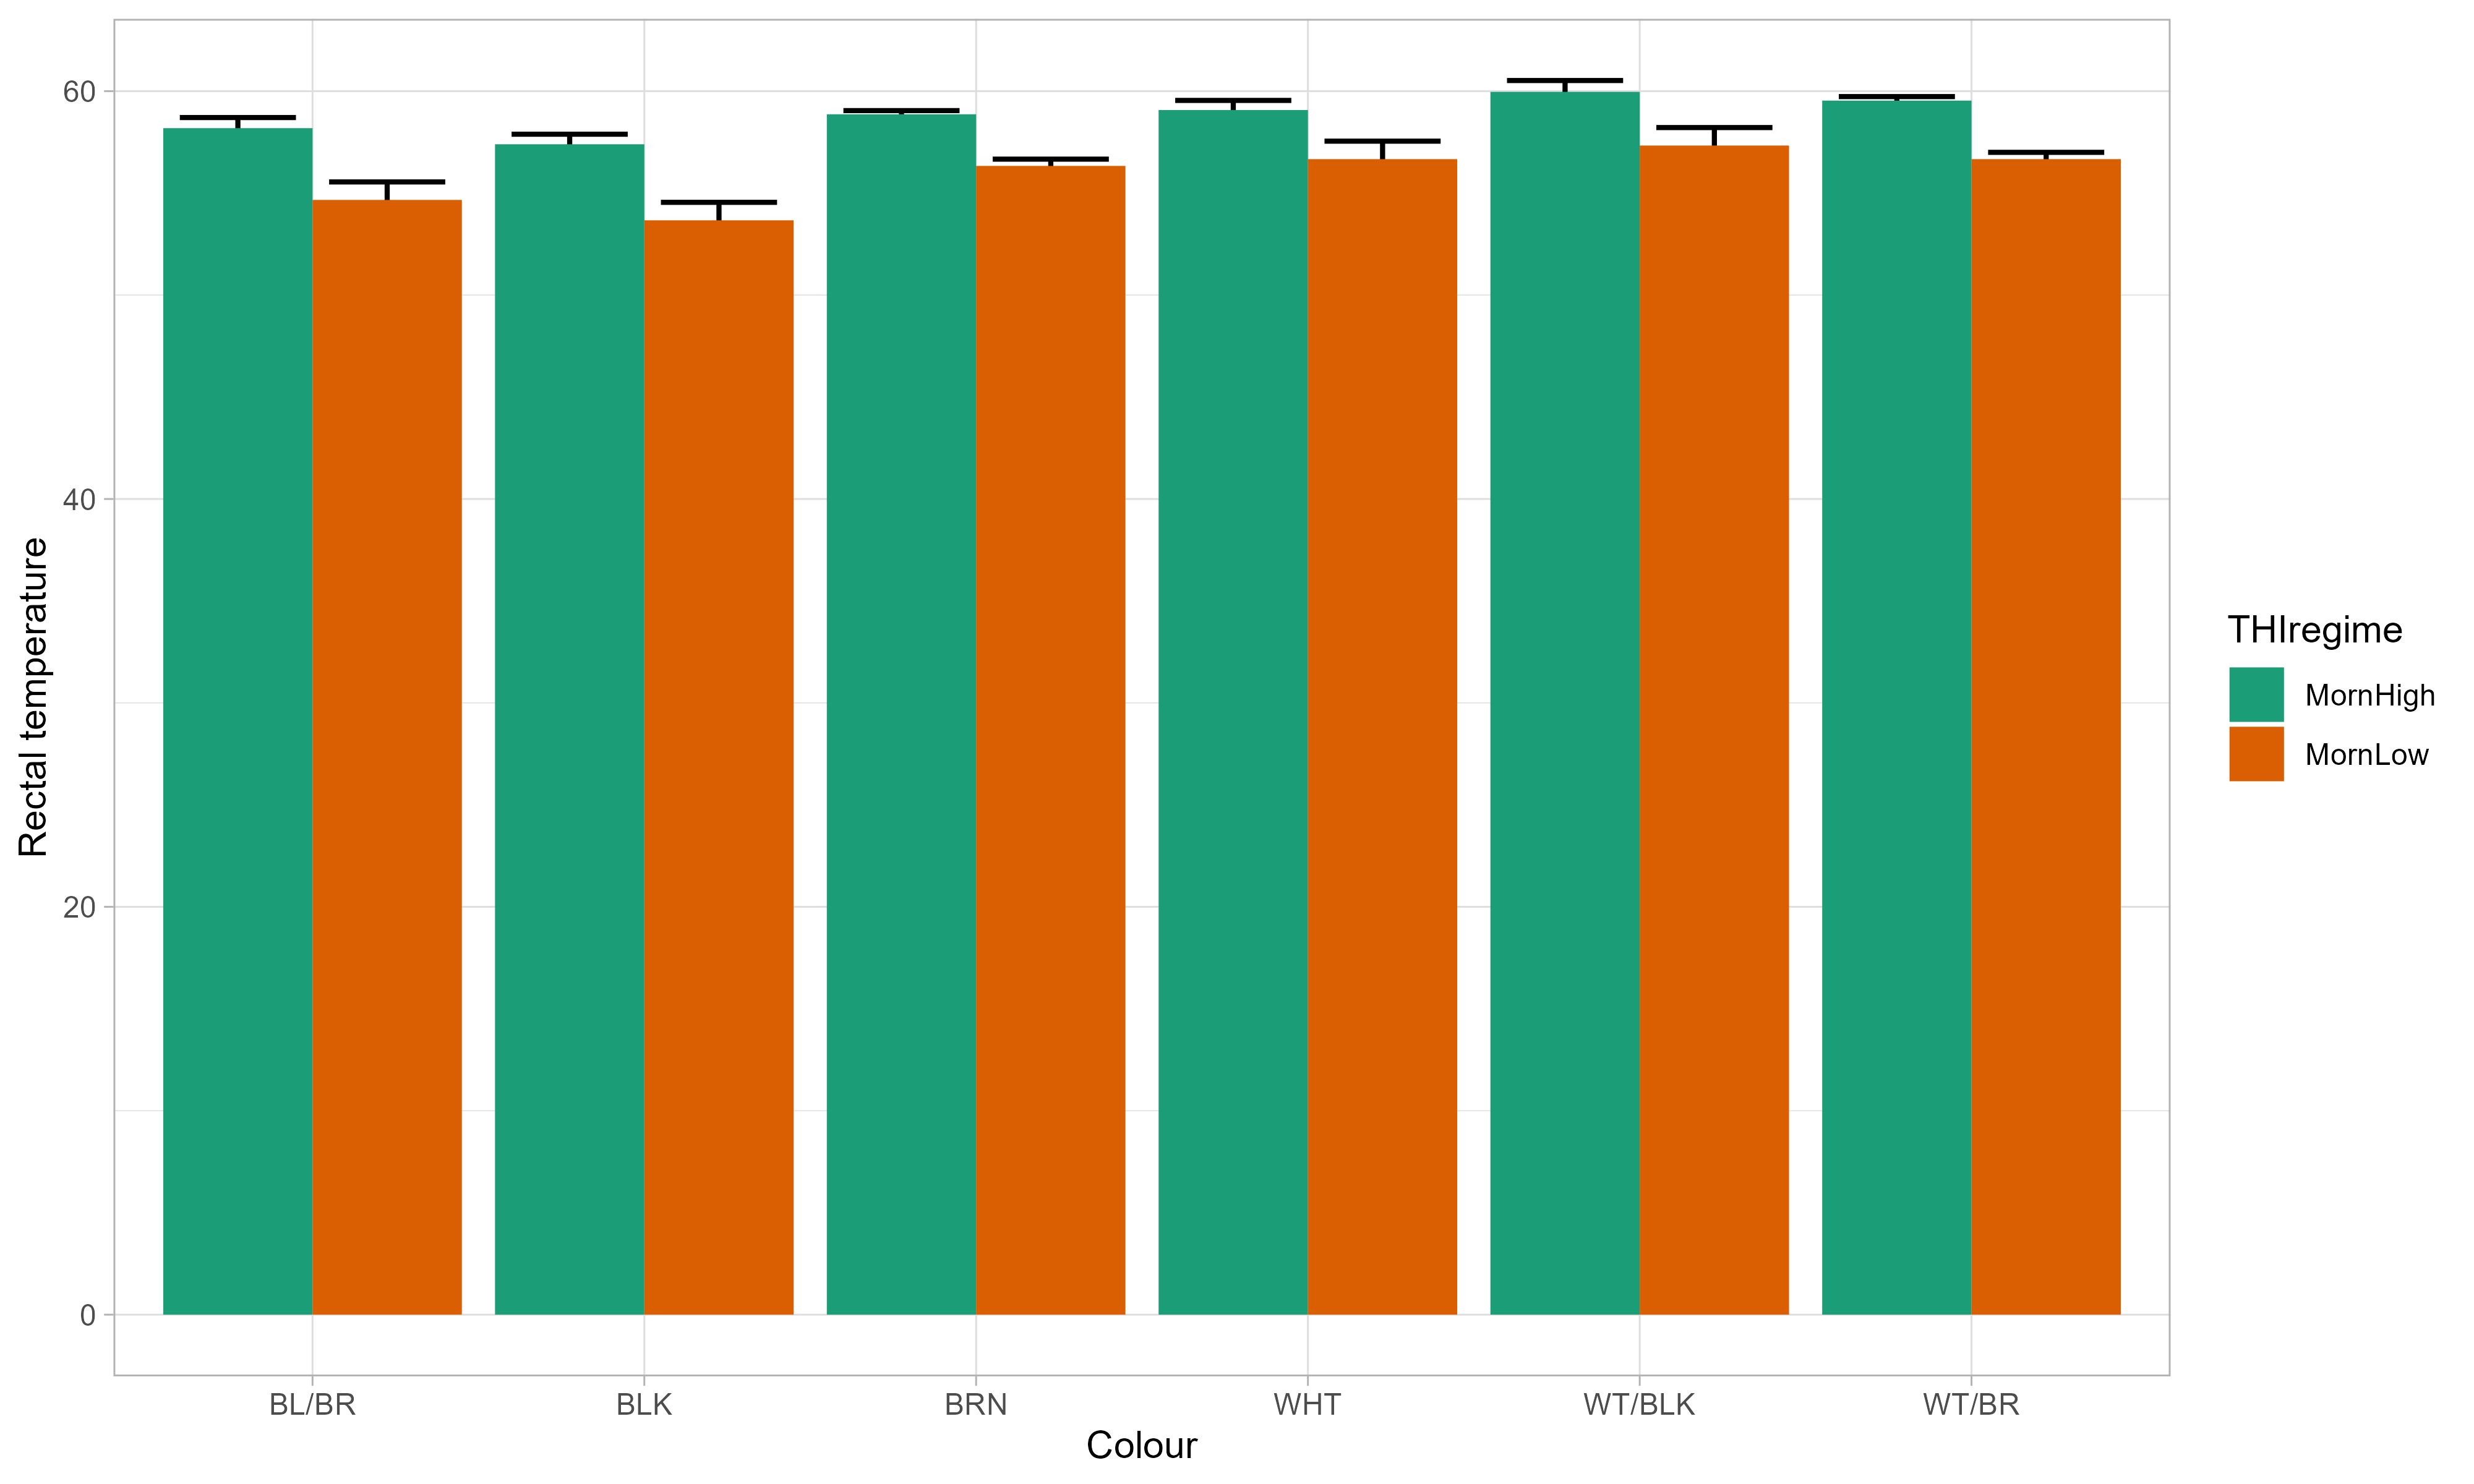 60
40
20
0
Rectal temperature
BL/BR
BLK
BRN
WHT
WT/BLK
WT/BR
Colour
THIregime
MornHigh
MornLow